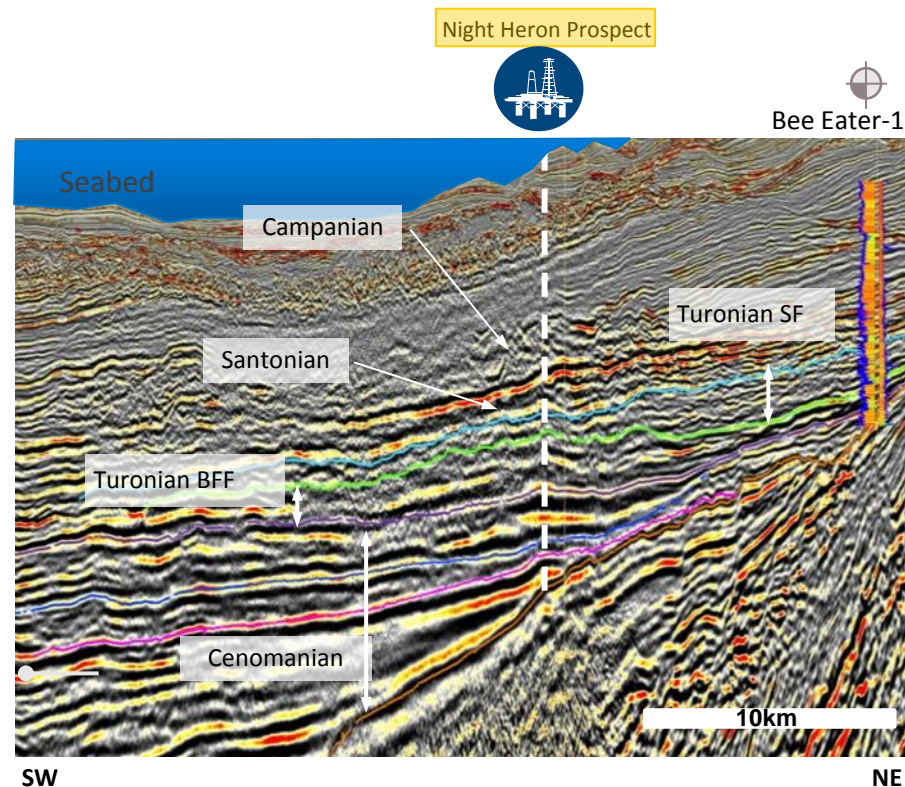 Night Heron Prospect
Bee Eater-1
Seabed
Campanian
Turonian SF
Santonian
Turonian BFF
Cenomanian
10km
SW
NE